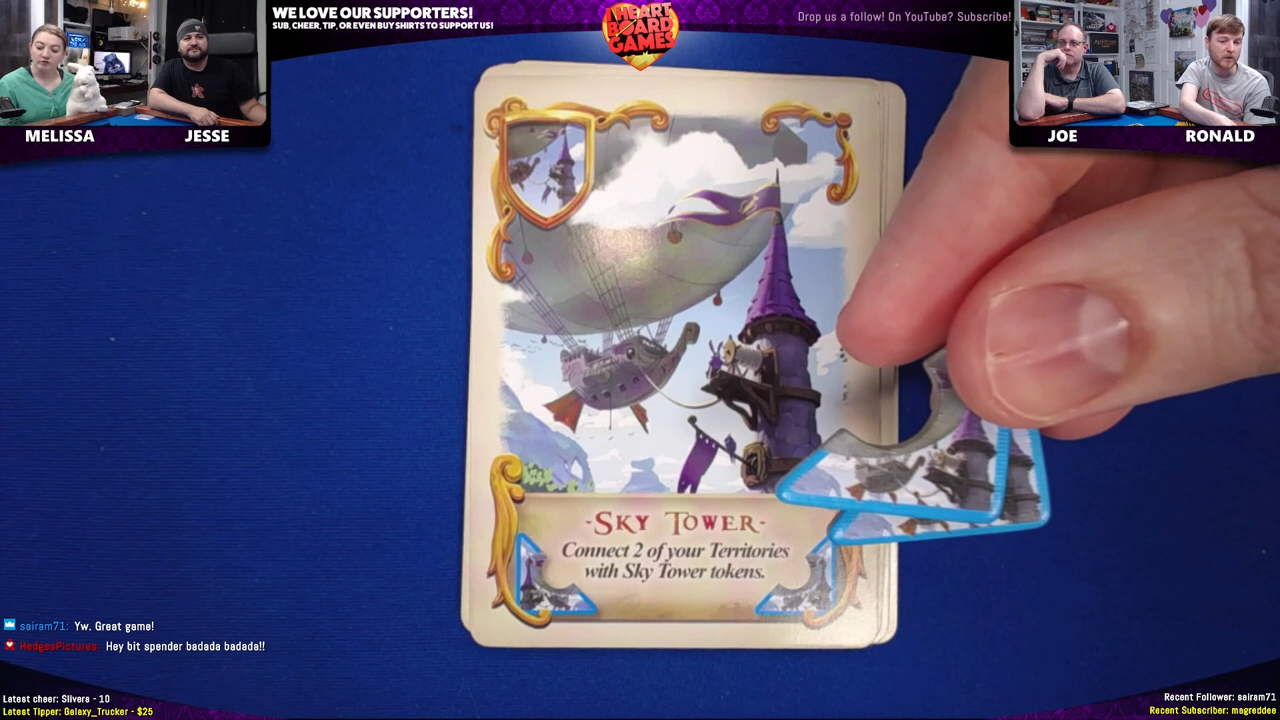 WE LOVE OUR SUPPORTERS!
SUB, CHEER, TIP, OR EVEN BUY SHIRTS TO SUPPORT US!
I HEART
BOARD
GAMES
Drop us a follow! On YouTube? Subscribe!
MELISSA
JESSE
JOE
RONALD
-SKY TOWER-
Connect 2 of your Territories
with Sky Tower tokens.
sairam71: Yw. Great game!
HedgesPictures: Hey bit spender badada badada!!
Latest cheer: Slivers - 10
Latest Tipper: Galaxy_Trucker - $25
Recent Follower: sairam71
Recent Subscriber: magreddee